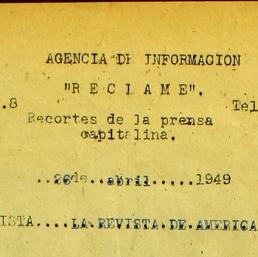 AGENCIA DE INFORMACION
"RECLAME".
.8 Tel
Recortes de la prensa
capitalina.
..26de..abril.....1949
ISTA....LA REVISTA DE AMERICA